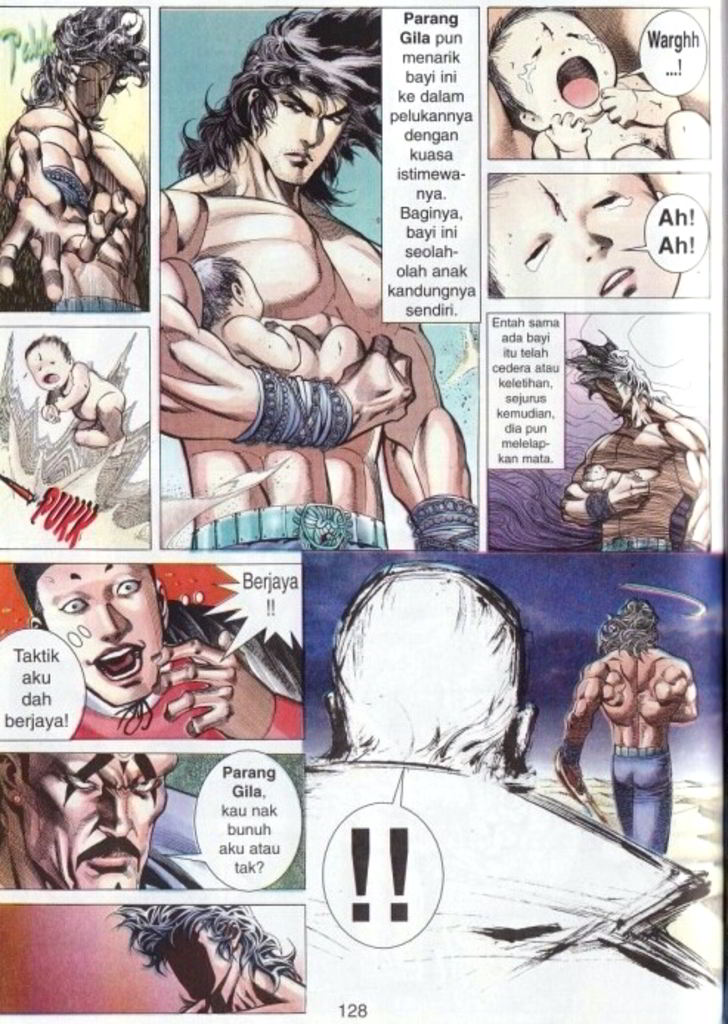 Pakk
Parang
Gila pun
menarik
bayi ini
ke dalam
pelukannya
dengan
kuasa
istimewa-
nya.
Baginya,
bayi ini
seolah-
olah anak
kandungnya
sendiri.
Warghh
...!
Ah!
Ah!
PUKK
Entah sama
ada bayi
itu telah
cedera atau
keletihan,
sejurus
kemudian,
dia pun
melelap-
kan mata.
Berjaya
!!
Taktik
aku
dah
berjaya!
Parang
Gila,
kau nak
bunuh
aku atau
tak?
!!
128